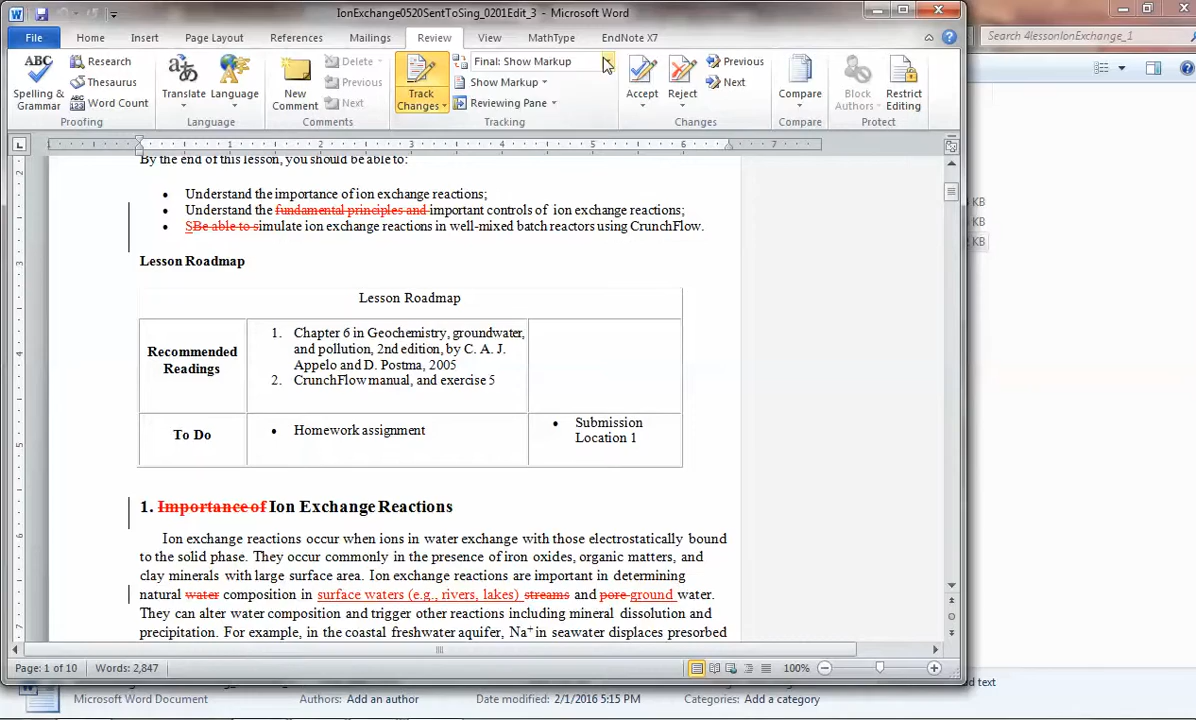 IonExchange0520SentToSing_0201Edit_3 - Microsoft Word
File Home Insert Page Layout References Mailings Review View MathType EndNote X7
Search 4lessonIonExchange_1
ABC Spelling & Grammar
Research
Thesaurus
ABC 123 Word Count
Proofing
Translate
Language
Language
New Comment
Delete
Previous
Next
Comments
Track Changes
Final: Show Markup
Show Markup
Reviewing Pane
Tracking
Accept
Reject
Previous
Next
Changes
Compare
Compare
Block Authors
Restrict Editing
Protect
1 2 3 4 5 6 7
By the end of this lesson, you should be able to:
• Understand the importance of ion exchange reactions;
• Understand the fundamental principles and important controls of ion exchange reactions;
• SBe able to simulate ion exchange reactions in well-mixed batch reactors using CrunchFlow.
KB
KB
Lesson Roadmap
Lesson Roadmap
Recommended Readings
1. Chapter 6 in Geochemistry, groundwater,
and pollution, 2nd edition, by C. A. J.
Appelo and D. Postma, 2005
2. CrunchFlow manual, and exercise 5
To Do
• Homework assignment
• Submission
Location 1
1. Importance of Ion Exchange Reactions
Ion exchange reactions occur when ions in water exchange with those electrostatically bound
to the solid phase. They occur commonly in the presence of iron oxides, organic matters, and
clay minerals with large surface area. Ion exchange reactions are important in determining
natural water composition in surface waters (e.g., rivers, lakes) streams and pore ground water.
They can alter water composition and trigger other reactions including mineral dissolution and
precipitation. For example, in the coastal freshwater aquifer, Na+ in seawater displaces presorbed
Page: 1 of 10 Words: 2,847 100%
Microsoft Word Document Authors: Add an author Date modified: 2/1/2016 5:15 PM Categories: Add a category